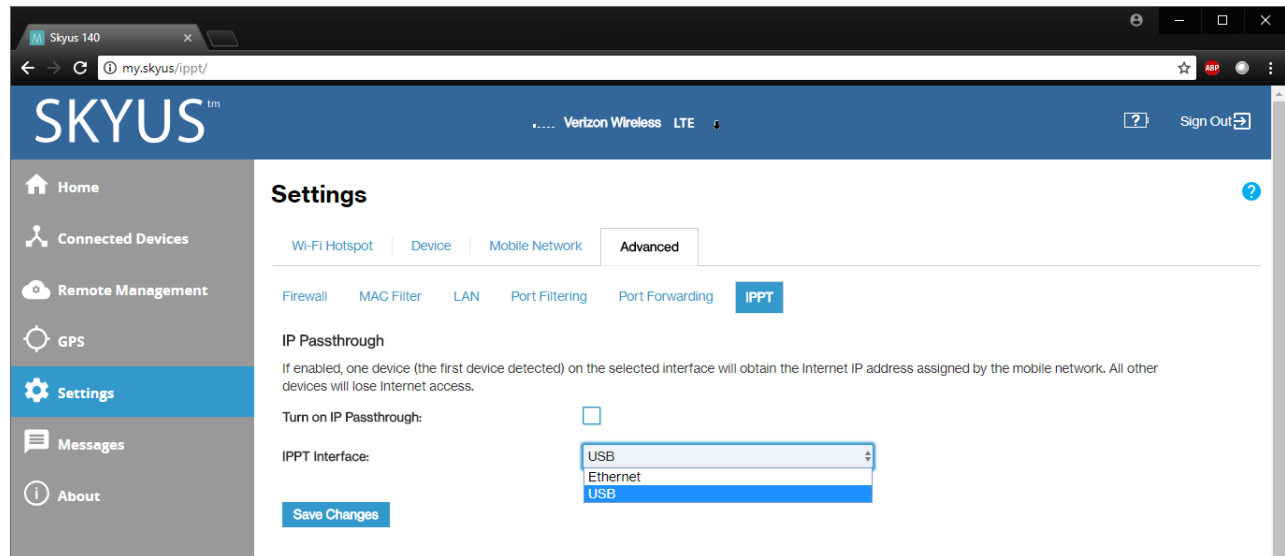 Skyus 140
my.skyus/ippt/
ABP
SKYUS™
Verizon Wireless LTE
? Sign Out
Home
Connected Devices
Remote Management
GPS
Settings
Messages
About
Settings
?
Wi-Fi Hotspot Device Mobile Network Advanced
Firewall MAC Filter LAN Port Filtering Port Forwarding IPPT
IP Passthrough
If enabled, one device (the first device detected) on the selected interface will obtain the Internet IP address assigned by the mobile network. All other
devices will lose Internet access.
Turn on IP Passthrough:
IPPT Interface: USB
Ethernet
USB
Save Changes